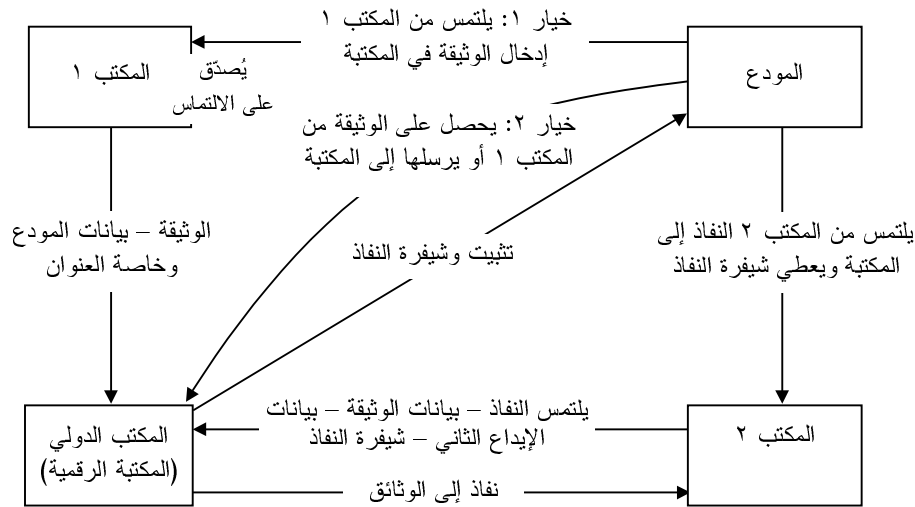 خيار ١: يلتمس من المكتب ١
إدخال الوثيقة في المكتبة
المودع
المكتب ١
يُصدّق
على الالتماس
خيار ٢: يحصل على الوثيقة من
المكتب ١ أو يرسلها إلى المكتبة
يلتمس من المكتب ٢ النفاذ إلى
المكتبة ويعطي شيفرة النفاذ
الوثيقة – بيانات المودع
وخاصة العنوان
تثبيت وشيفرة النفاذ
المكتب ٢
يلتمس النفاذ – بيانات الوثيقة – بيانات
الإيداع الثاني – شيفرة النفاذ
المكتب الدولي
(المكتبة الرقمية)
نفاذ إلى الوثائق